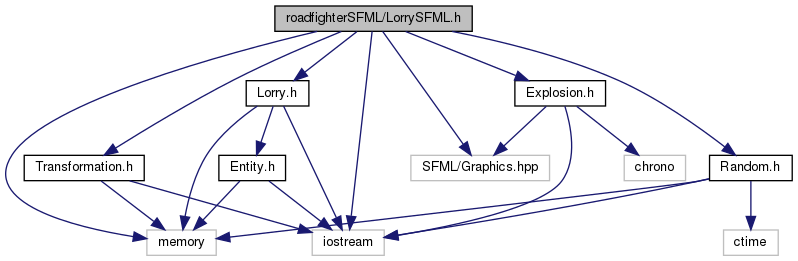 roadfighterSFML/LorrySFML.h
Lorry.h
Explosion.h
Transformation.h
Entity.h
SFML/Graphics.hpp
chrono
Random.h
memory
iostream
ctime